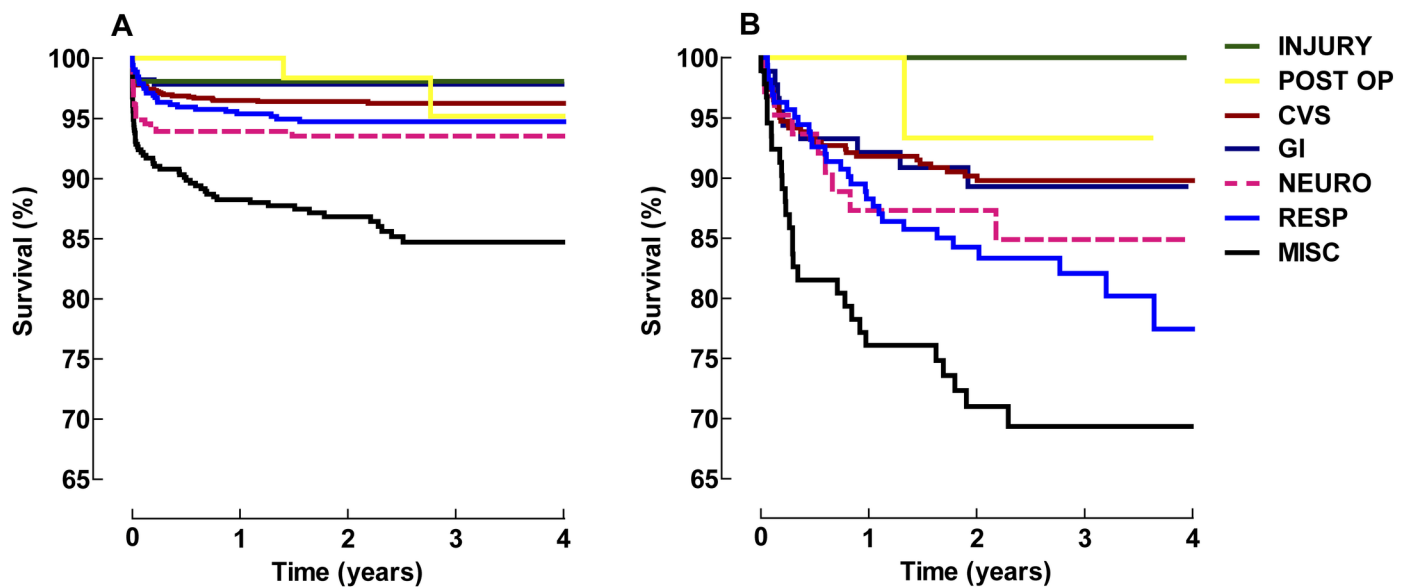 A
Survival (%)
100
95
90
85
80
75
70
65
0 1 2 3 4
Time (years)
B
Survival (%)
100
95
90
85
80
75
70
65
0 1 2 3 4
Time (years)
INJURY
POST OP
CVS
GI
NEURO
RESP
MISC